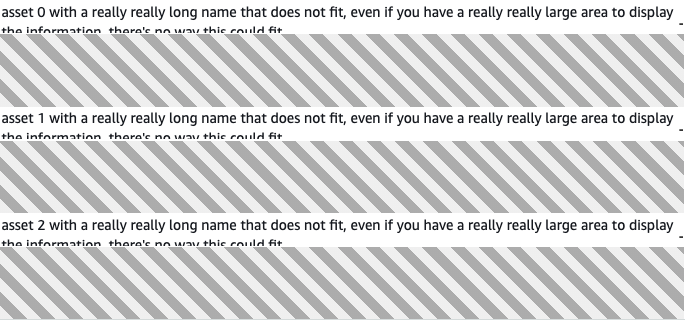 asset 0 with a really really long name that does not fit, even if you have a really really large area to display
the information, there's no way this could fit
asset 1 with a really really long name that does not fit, even if you have a really really large area to display
the information, there's no way this could fit
asset 2 with a really really long name that does not fit, even if you have a really really large area to display
the information, there's no way this could fit